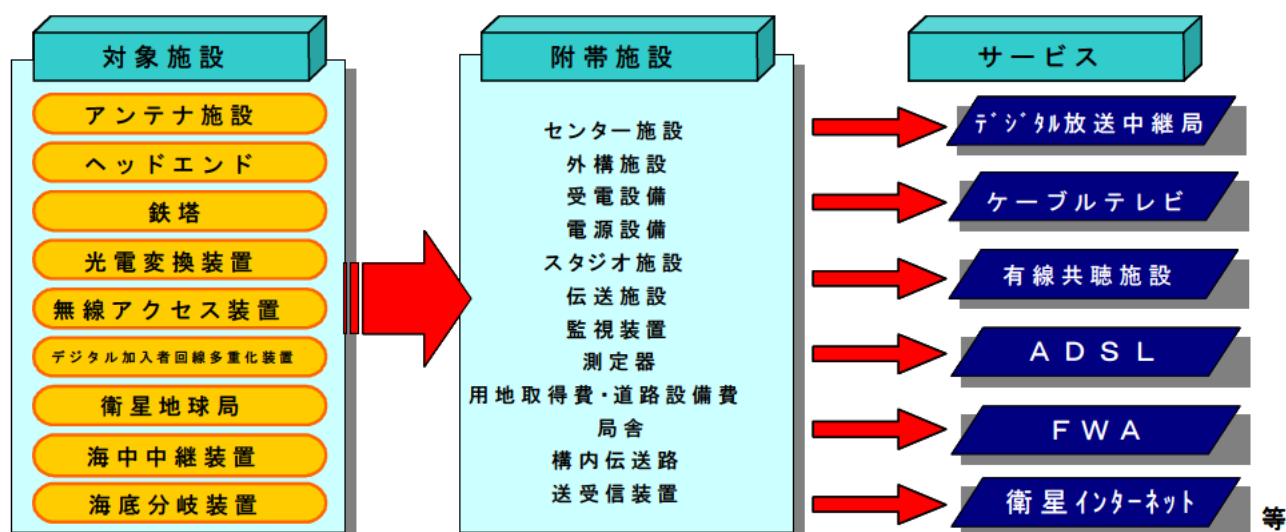 対象施設
アンテナ施設
ヘッドエンド
鉄塔
光電変換装置
無線アクセス装置
デジタル加入者回線多重化装置
衛星地球局
海中中継装置
海底分岐装置
附帯施設
センター施設
外構施設
受電設備
電源設備
スタジオ施設
伝送施設
監視装置
測定器
用地取得費・道路設備費
局舎
構内伝送路
送受信装置
サービス
デジタル放送中継局
ケーブルテレビ
有線共聴施設
ADSL
FWA
衛星インターネット
等